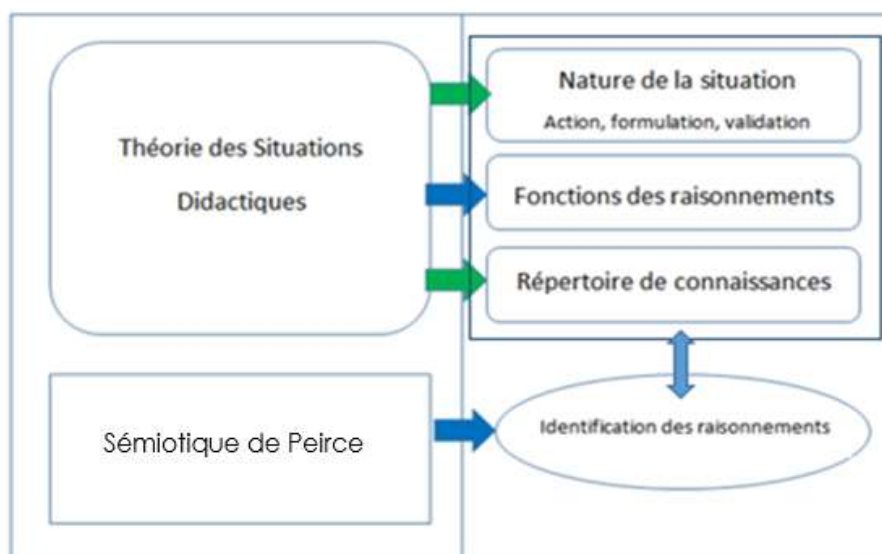 Théorie des Situations
Didactiques
Nature de la situation
Action, formulation, validation
Fonctions des raisonnements
Répertoire de connaissances
Sémiotique de Peirce
Identification des raisonnements